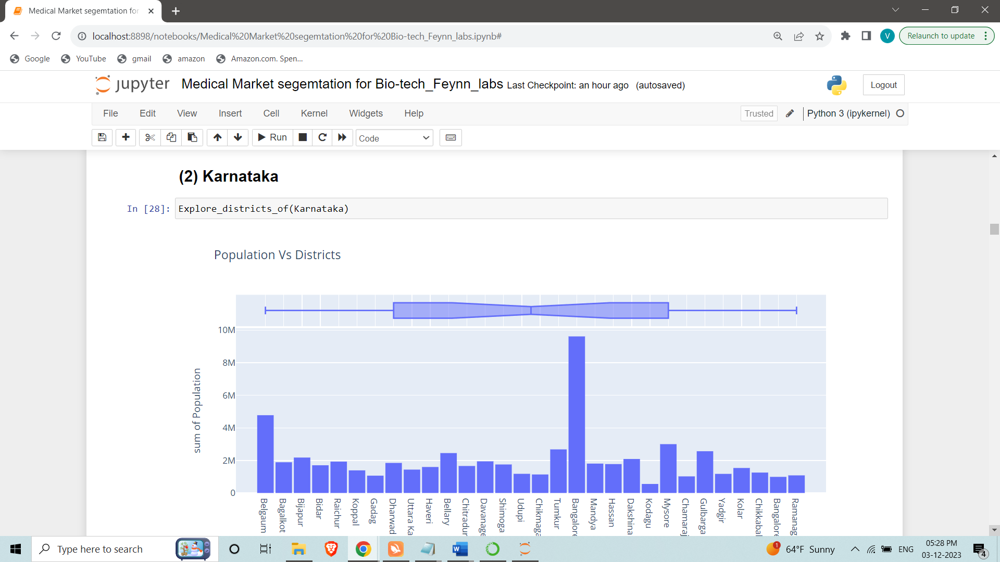 Medical Market segemtation for
localhost:8898/notebooks/Medical%20Market%20segemtation%20for%20Bio-tech_Feynn_labs.ipynb#
V
Relaunch to update
Google YouTube gmail amazon Amazon.com. Spen...
jupyter Medical Market segemtation for Bio-tech_Feynn_labs Last Checkpoint: an hour ago (autosaved)
Logout
File Edit View Insert Cell Kernel Widgets Help
Trusted Python 3 (ipykernel)
Run Code
(2) Karnataka
In [28]: Explore_districts_of(Karnataka)
Population Vs Districts
10M
8M
6M
4M
2M
0
sum of Population
Belgaum
Bagalkot
Bijapur
Bidar
Raichur
Koppal
Gadag
Dharwad
Uttara Ka
Haveri
Bellary
Chitradur
Davanage
Shimoga
Udupi
Chikmaga
Tumkur
Bangalore
Mandya
Hassan
Dakshina
Kodagu
Mysore
Chamaraj
Gulbarga
Yadgir
Kolar
Chikkabal
Bangalore
Ramanag
Type here to search
W
1
64°F Sunny
ENG
05:28 PM
03-12-2023
4